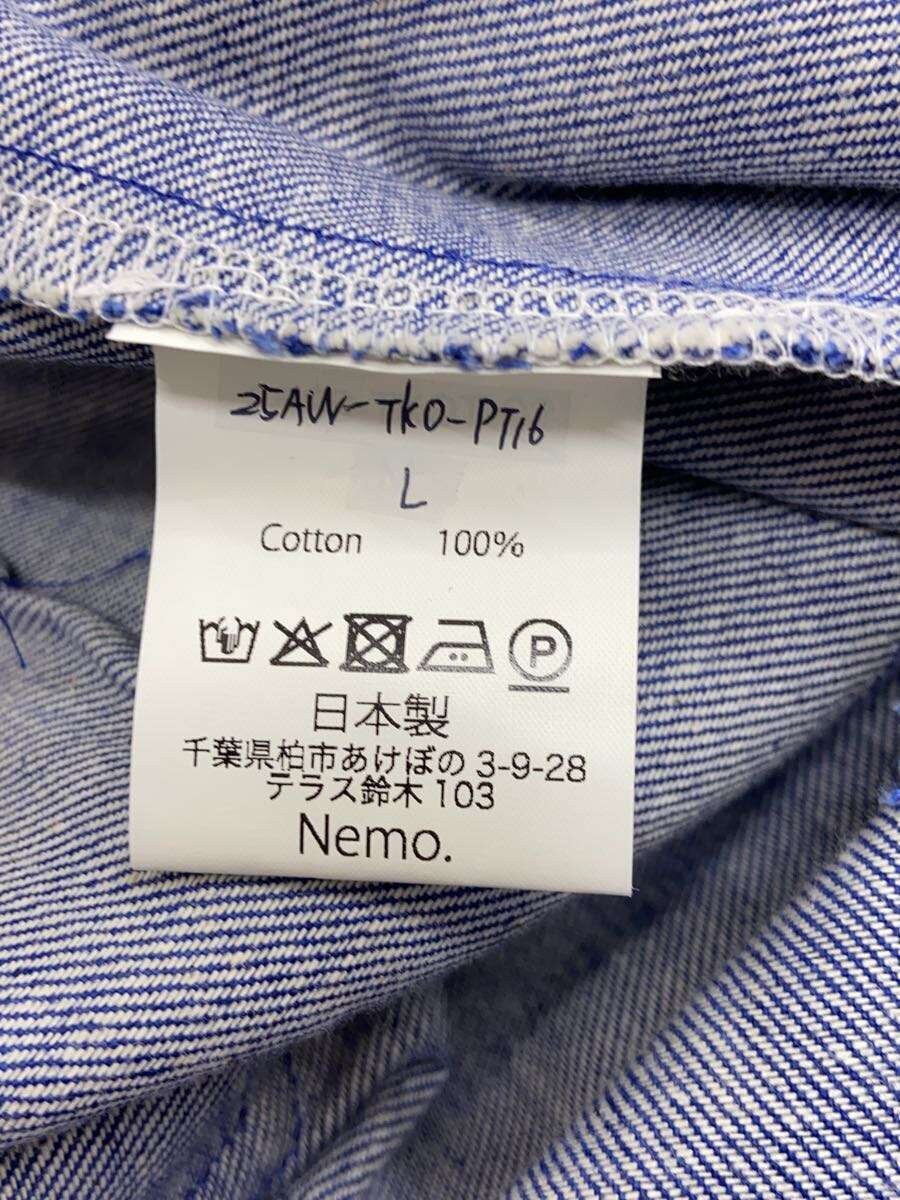 25AW-TKO-PT16
L
Cotton 100%
P
日本製
千葉県柏市あけぼの 3-9-28
テラス鈴木 103
Nemo.